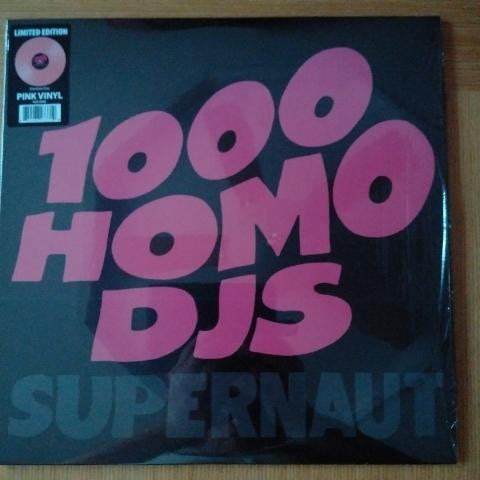 LIMITED EDITION
PINK VINYL
1000
HOMO
DJS
SUPERNAUT